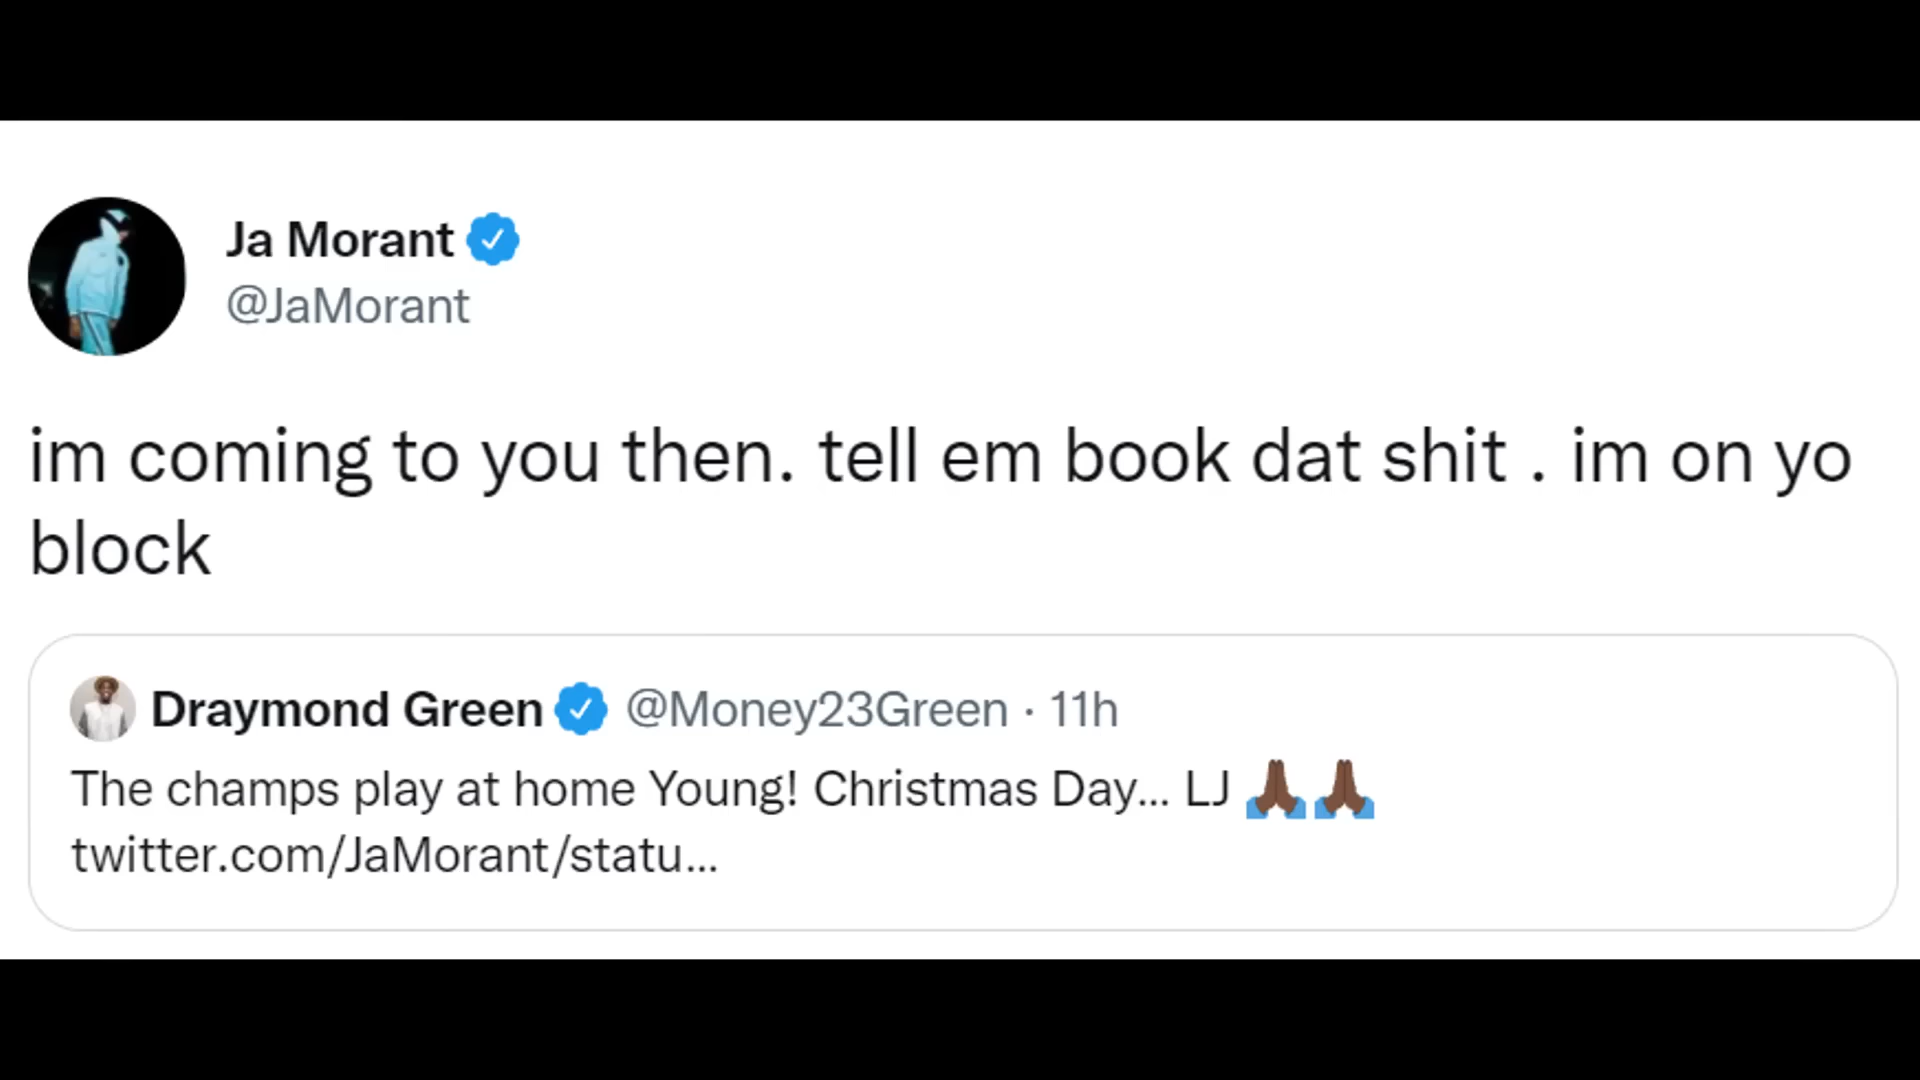 Ja Morant
@JaMorant
im coming to you then. tell em book dat shit . im on yo
block
Draymond Green @Money23Green · 11h
The champs play at home Young! Christmas Day... LJ 🙏🏾🙏🏾
twitter.com/JaMorant/statu...